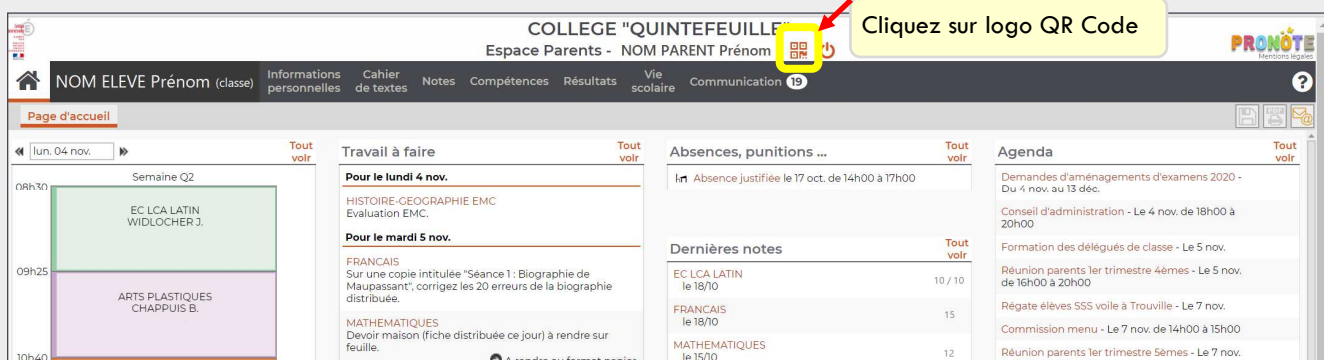 COLLEGE "QUINTEFEUILLE"
Cliquez sur logo QR Code
Espace Parents - NOM PARENT Prénom
PRONOTE
Mentions légales
NOM ELEVE Prénom (classe)
Informations personnelles
Cahier de textes
Notes
Compétences
Résultats
Vie scolaire
Communication 19
?
Page d'accueil
lun. 04 nov.
Tout voir
Semaine Q2
08h30
EC LCA LATIN
WIDLOCHER J.
09h25
ARTS PLASTIQUES
CHAPPUIS B.
10h40
Travail à faire
Tout voir
Pour le lundi 4 nov.
HISTOIRE-GEOGRAPHIE EMC
Evaluation EMC.
Pour le mardi 5 nov.
FRANCAIS
Sur une copie intitulée "Séance 1 : Biographie de
Maupassant", corrigez les 20 erreurs de la biographie
distribuée.
MATHEMATIQUES
Devoir maison (fiche distribuée ce jour) à rendre sur
feuille.
A rendre au format papier
Absences, punitions ...
Tout voir
Absence justifiée le 17 oct. de 14h00 à 17h00
Dernières notes
Tout voir
EC LCA LATIN
le 18/10
10 / 10
FRANCAIS
le 18/10
15
MATHEMATIQUES
le 15/10
12
Agenda
Tout voir
Demandes d'aménagements d'examens 2020 -
Du 4 nov. au 13 déc.
Conseil d'administration - Le 4 nov. de 18h00 à
20h00
Formation des délégués de classe - Le 5 nov.
Réunion parents 1er trimestre 4èmes - Le 5 nov.
de 16h00 à 20h00
Régate élèves SSS voile à Trouville - Le 7 nov.
Commission menu - Le 7 nov. de 14h00 à 15h00
Réunion parents 1er trimestre 5èmes - Le 7 nov.